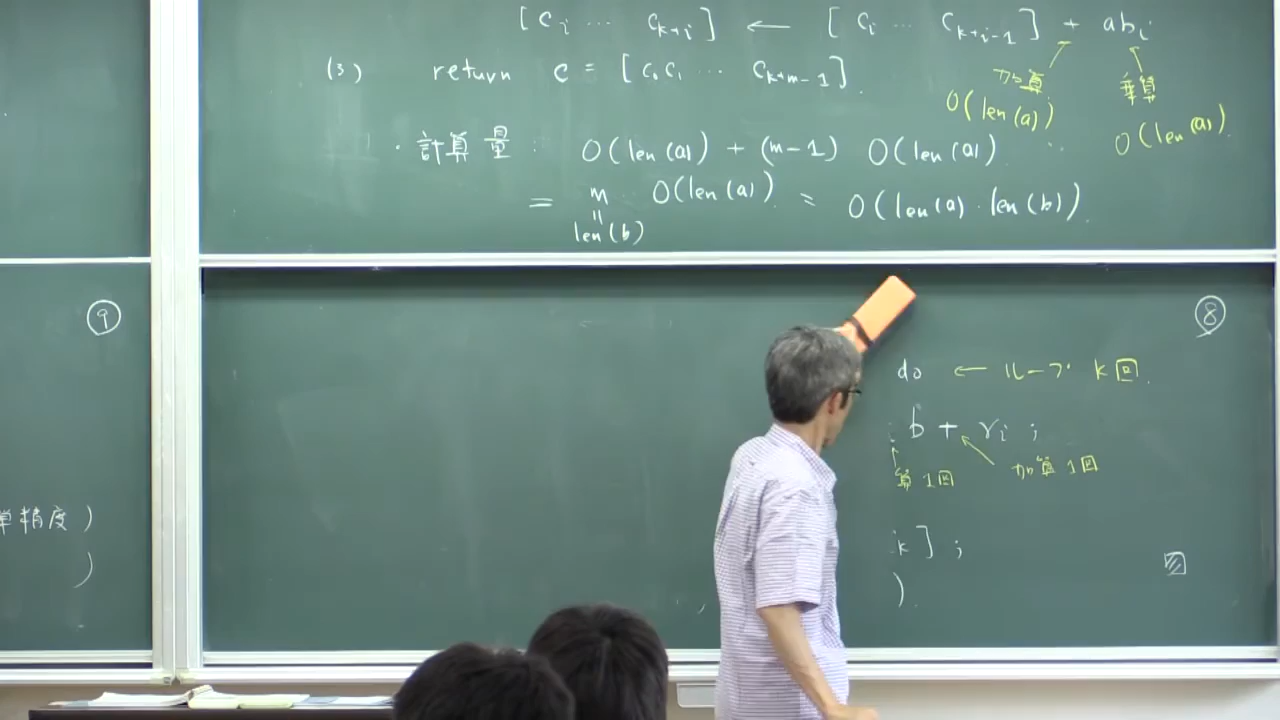 [ c_i … c_{k+i} ] ← [ c_i … c_{k+i-1} ] + ab_i
加算 乗算
O(len(a)) O(len(a)).
(3) return c = [ c_0 c_1 … c_{k+m-1} ].
・計算量: O(len(a)) + (m-1) O(len(a)).
= m O(len(a)) = O(len(a)・len(b)).
=
len(b)
⑨
精度)
)
⑧
do ← ループ k回.
b + r_i ;
算1回 加算1回
k ] ;
)